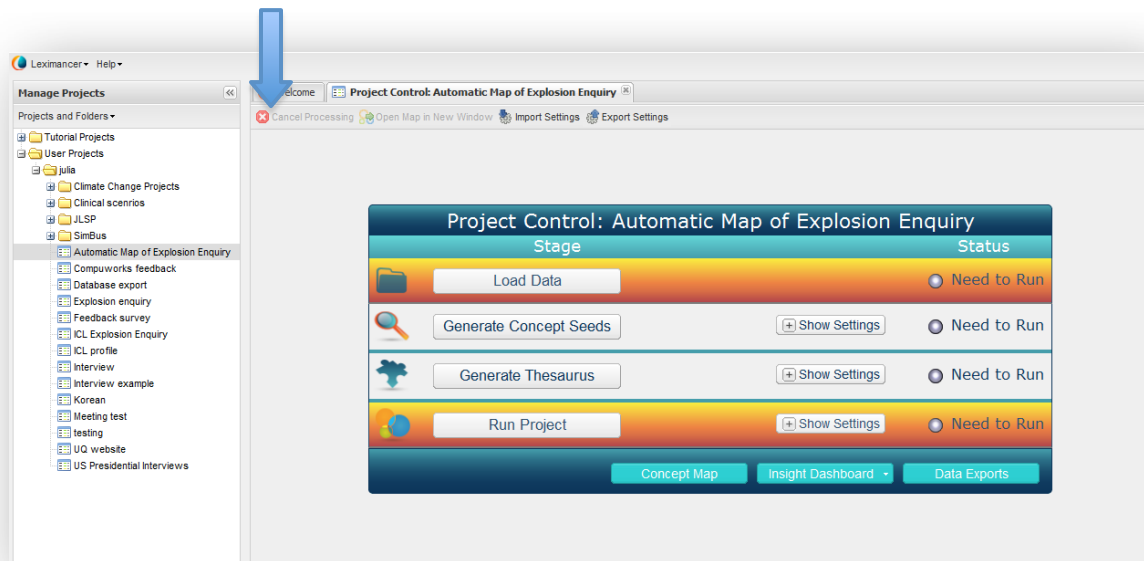 Leximancer Help
Manage Projects
Projects and Folders
Tutorial Projects
User Projects
julia
Climate Change Projects
Clinical scenrios
JLSP
SimBus
Automatic Map of Explosion Enquiry
Compuworks feedback
Database export
Explosion enquiry
Feedback survey
ICL Explosion Enquiry
ICL profile
Interview
Interview example
Korean
Meeting test
testing
UQ website
US Presidential Interviews
Project Control: Automatic Map of Explosion Enquiry
Cancel Processing Open Map in New Window Import Settings Export Settings
Project Control: Automatic Map of Explosion Enquiry
Stage Status
Load Data Need to Run
Generate Concept Seeds Show Settings Need to Run
Generate Thesaurus Show Settings Need to Run
Run Project Show Settings Need to Run
Concept Map Insight Dashboard Data Exports